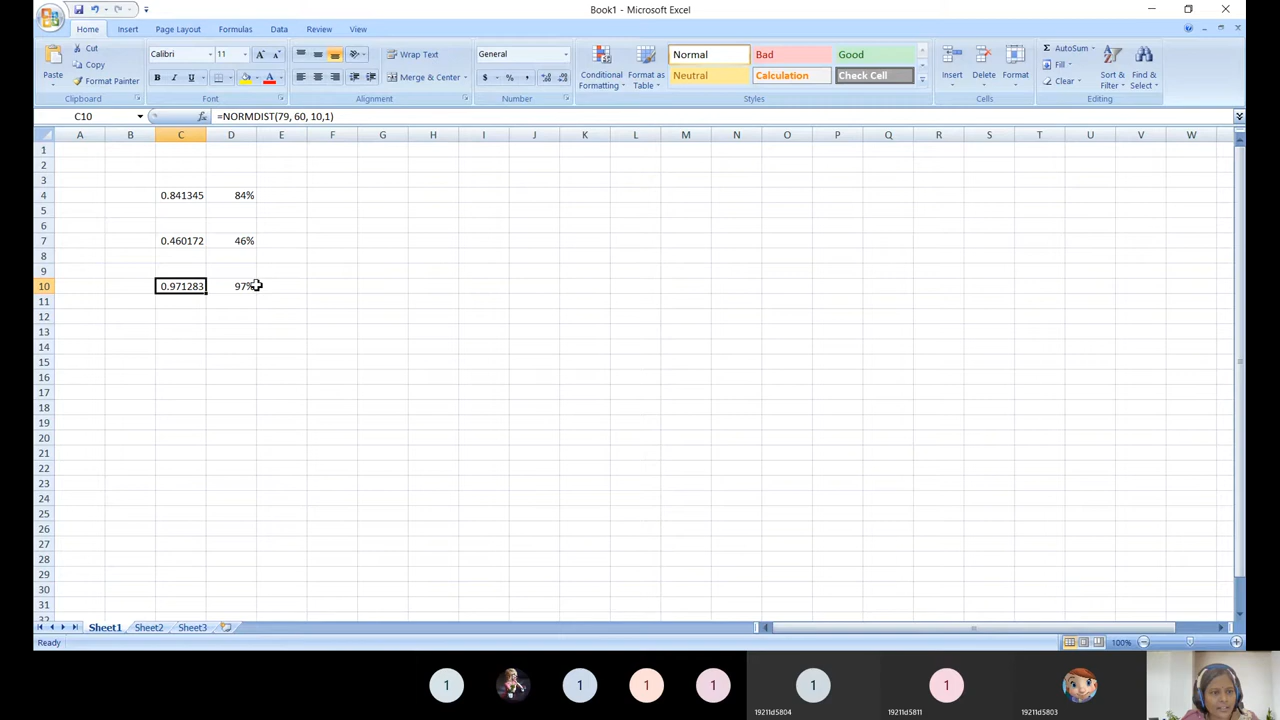 Book1 - Microsoft Excel
Home Insert Page Layout Formulas Data Review View
Cut
Copy
Format Painter
Paste
Clipboard
Calibri 11
B I U
Font
Wrap Text
Merge & Center
Alignment
General
$ % ,
Number
Conditional Formatting
Format as Table
Normal Bad Good
Neutral Calculation Check Cell
Styles
Insert Delete Format
Cells
AutoSum
Fill
Clear
Sort & Filter
Find & Select
Editing
C10 fx =NORMDIST(79, 60, 10,1)
A B C D E F G H I J K L M N O P Q R S T U V W
1
2
3
4 0.841345 84%
5
6
7 0.460172 46%
8
9
10 0.971283 97%
11
12
13
14
15
16
17
18
19
20
21
22
23
24
25
26
27
28
29
30
31
32
Sheet1 Sheet2 Sheet3
Ready 100%
1 1 1 1 1 1
19211d5804 19211d5811 19211d5803